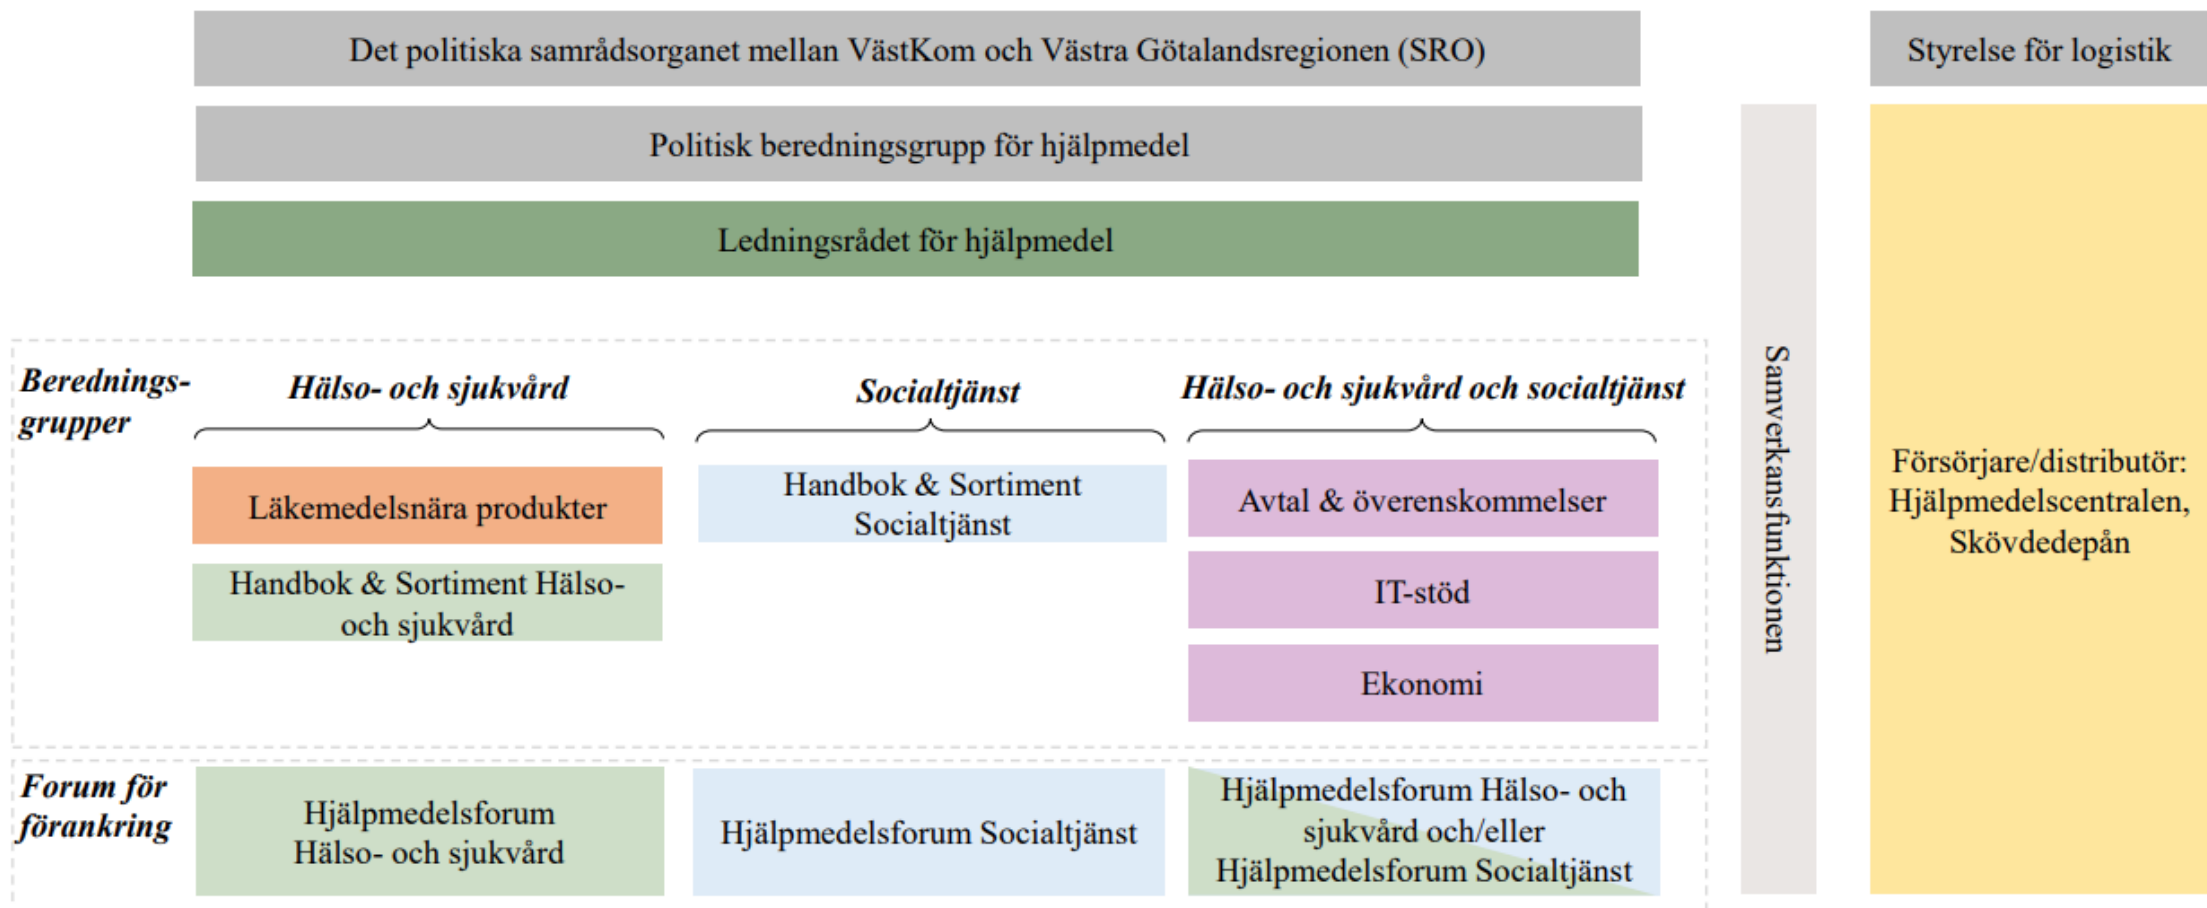 Det politiska samrådsorganet mellan VästKom och Västra Götalandsregionen (SRO)
Styrelse för logistik
Politisk beredningsgrupp för hjälpmedel
Ledningsrådet för hjälpmedel
Berednings-
grupper
Hälso- och sjukvård
Socialtjänst
Hälso- och sjukvård och socialtjänst
Läkemedelsnära produkter
Handbok & Sortiment Hälso-
och sjukvård
Handbok & Sortiment
Socialtjänst
Avtal & överenskommelser
IT-stöd
Ekonomi
Forum för
förankring
Hjälpmedelsforum
Hälso- och sjukvård
Hjälpmedelsforum Socialtjänst
Hjälpmedelsforum Hälso- och
sjukvård och/eller
Hjälpmedelsforum Socialtjänst
Samverkansfunktionen
Försörjare/distributör:
Hjälpmedelscentralen,
Skövdedepån